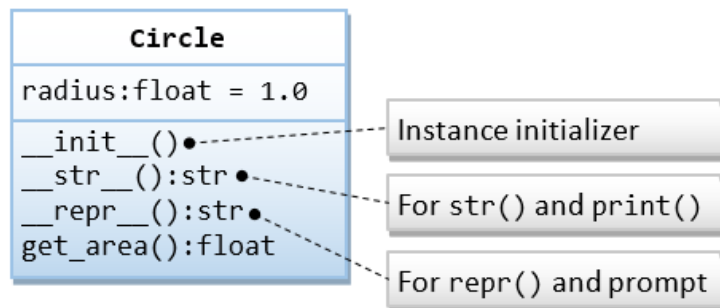 Circle
radius:float = 1.0
__init__()
__str__():str
__repr__():str
get_area():float
Instance initializer
For str() and print()
For repr() and prompt